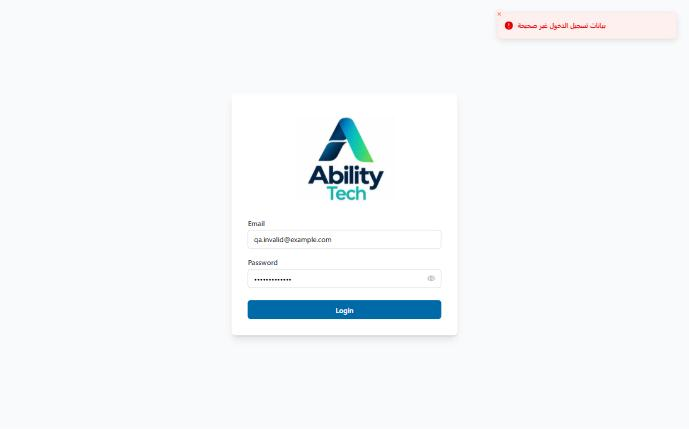 بيانات تسجيل الدخول غير صحيحة
Ability
Tech
Email
qa.invalid@example.com
Password
•••••••••••••
Login